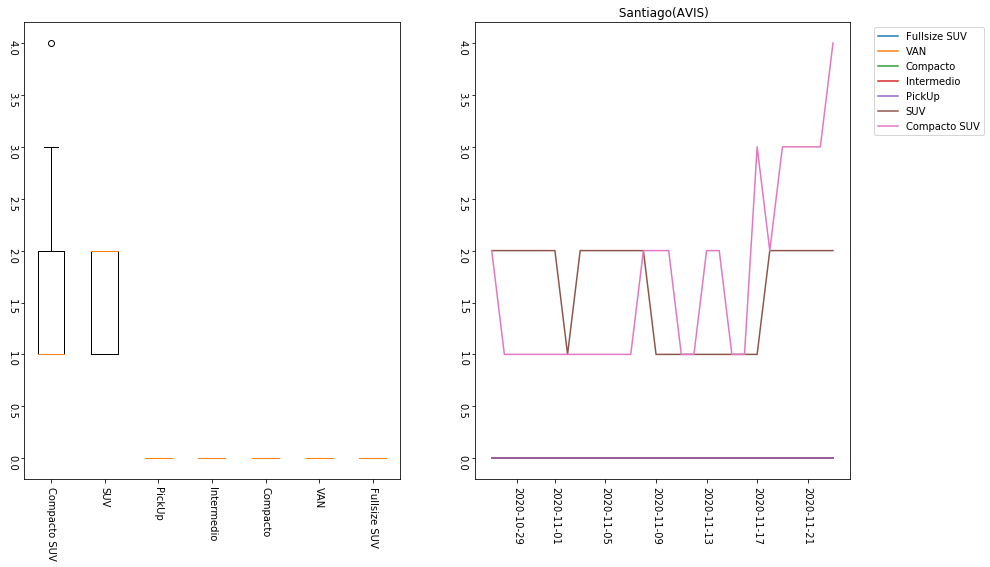 4.0
3.5
3.0
2.5
2.0
1.5
1.0
0.5
0.0
Compacto SUV
SUV
PickUp
Intermedio
Compacto
VAN
Fullsize SUV
Santiago(AVIS)
4.0
3.5
3.0
2.5
2.0
1.5
1.0
0.5
0.0
2020-10-29
2020-11-01
2020-11-05
2020-11-09
2020-11-13
2020-11-17
2020-11-21
Fullsize SUV
VAN
Compacto
Intermedio
PickUp
SUV
Compacto SUV